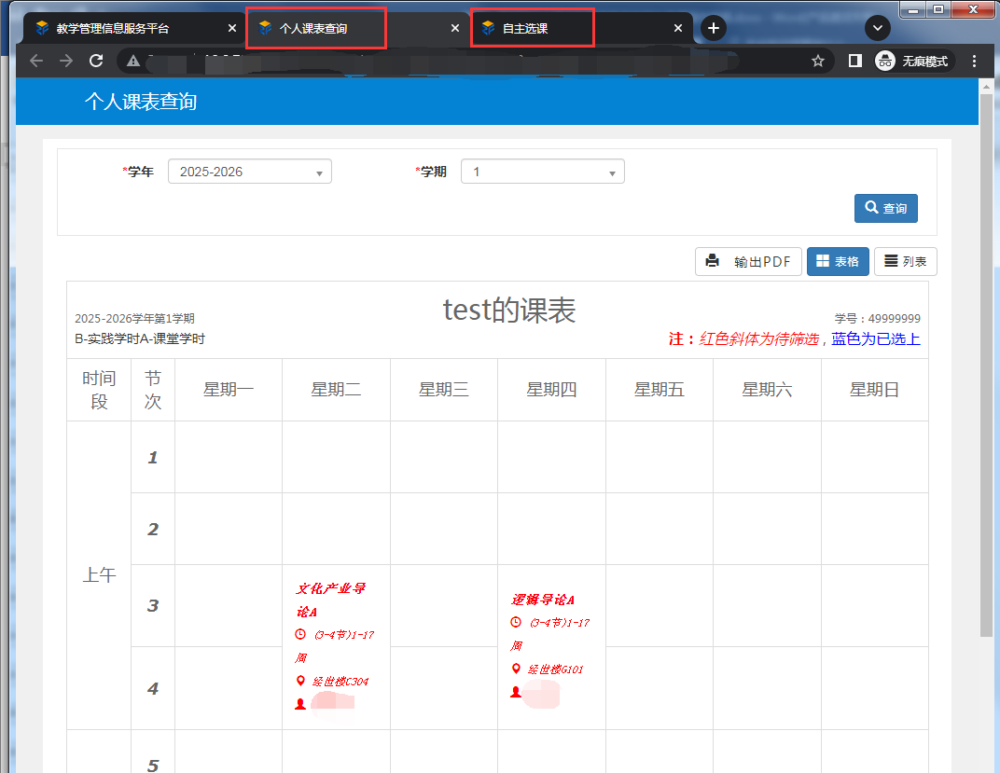 教学管理信息服务平台
个人课表查询
自主选课
无痕模式
个人课表查询
*学年
2025-2026
*学期
1
查询
输出PDF
表格
列表
test的课表
2025-2026学年第1学期
学号：49999999
B-实践学时A-课堂学时
注：红色斜体为待筛选，蓝色为已选上
时间段
节次
星期一
星期二
星期三
星期四
星期五
星期六
星期日
上午
1
2
3
文化产业导
论A
(3-4节)1-17
周
经世楼C304
逻辑导论A
(3-4节)1-17
周
经世楼G101
4
5